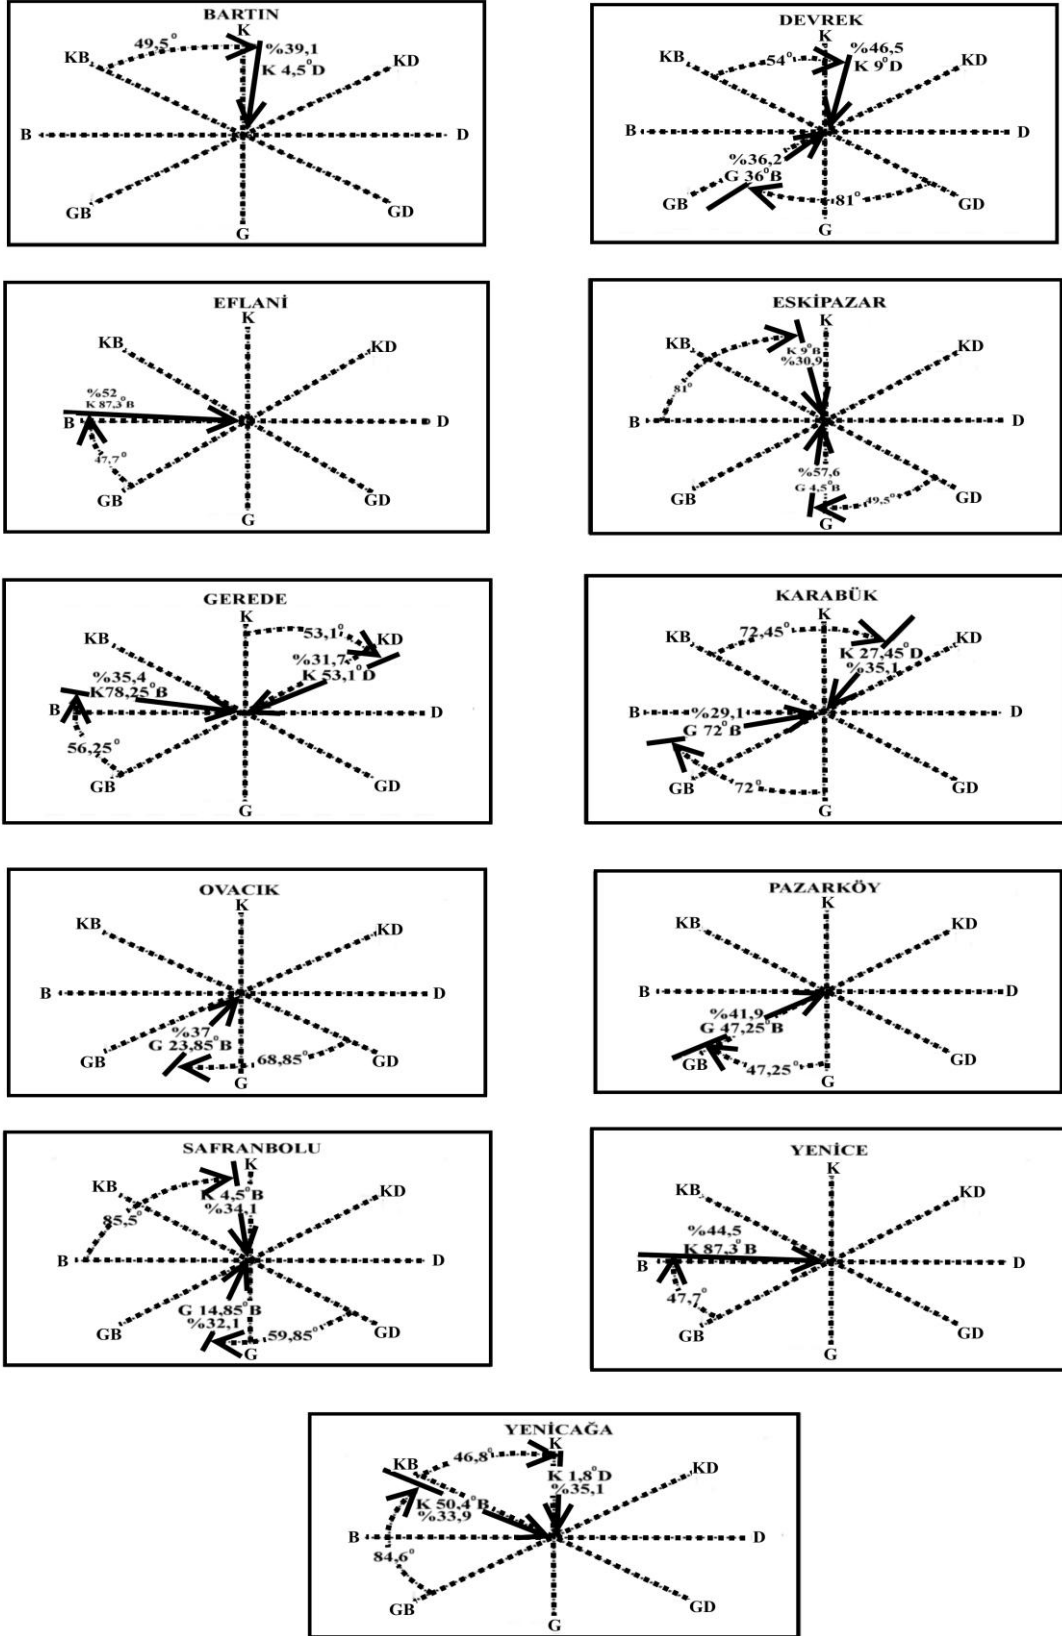 BARTIN
K
49,5°
%39,1
K 4,5°D
KB
KD
B
D
GB
GD
G
DEVREK
K
54°
%46,5
K 9°D
KB
KD
B
D
%36,2
G 36°B
GB
81°
GD
G
EFLANİ
K
KB
KD
%52
K 87,3°B
B
D
47,7°
GB
GD
G
ESKİPAZAR
K
KB
KD
K 9°B
%30,9
81°
B
D
%57,6
G 4,5°B
GB
49,5°
GD
G
GEREDE
K
KB
53,1°
KD
%35,4
K78,25°B
%31,7
K 53,1°D
B
D
56,25°
GB
GD
G
KARABÜK
K
KB
72,45°
KD
K 27,45°D
%35,1
B
D
%29,1
G 72°B
GB
72°
GD
G
OVACIK
K
KB
KD
B
D
%37
G 23,85°B
GB
68,85°
GD
G
PAZARKÖY
K
KB
KD
B
D
%41,9
G 47,25°B
GB
47,25°
GD
G
SAFRANBOLU
K
KB
KD
K 4,5°B
%34,1
85,5°
B
D
G 14,85°B
%32,1
GB
59,85°
GD
G
YENİCE
K
KB
KD
%44,5
K 87,3°B
B
D
47,7°
GB
GD
G
YENİÇAĞA
K
KB
46,8°
KD
K 1,8°D
%35,1
K 50,4°B
%33,9
B
D
84,6°
GB
GD
G